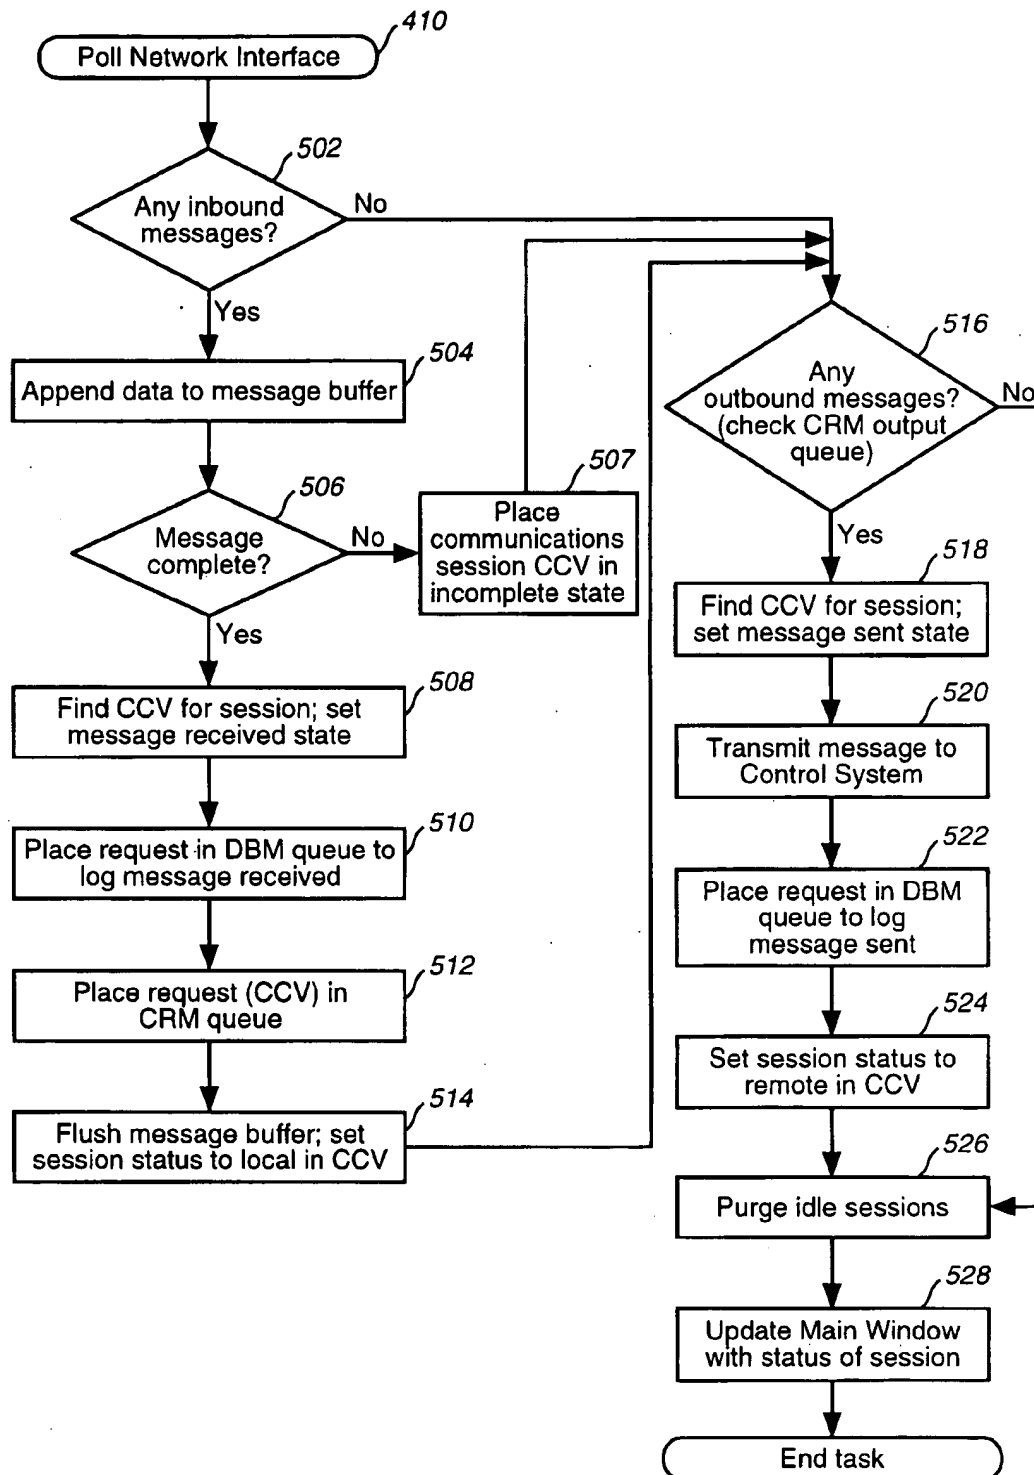 410
Poll Network Interface
502
Any inbound
messages?
No
Yes
504
Append data to message buffer
506
Message
complete?
No
507
Place
communications
session CCV in
incomplete state
Yes
508
Find CCV for session; set
message received state
510
Place request in DBM queue to
log message received
512
Place request (CCV) in
CRM queue
514
Flush message buffer; set
session status to local in CCV
516
Any
outbound messages?
(check CRM output
queue)
No
Yes
518
Find CCV for session;
set message sent state
520
Transmit message to
Control System
522
Place request in DBM
queue to log
message sent
524
Set session status to
remote in CCV
526
Purge idle sessions
528
Update Main Window
with status of session
End task